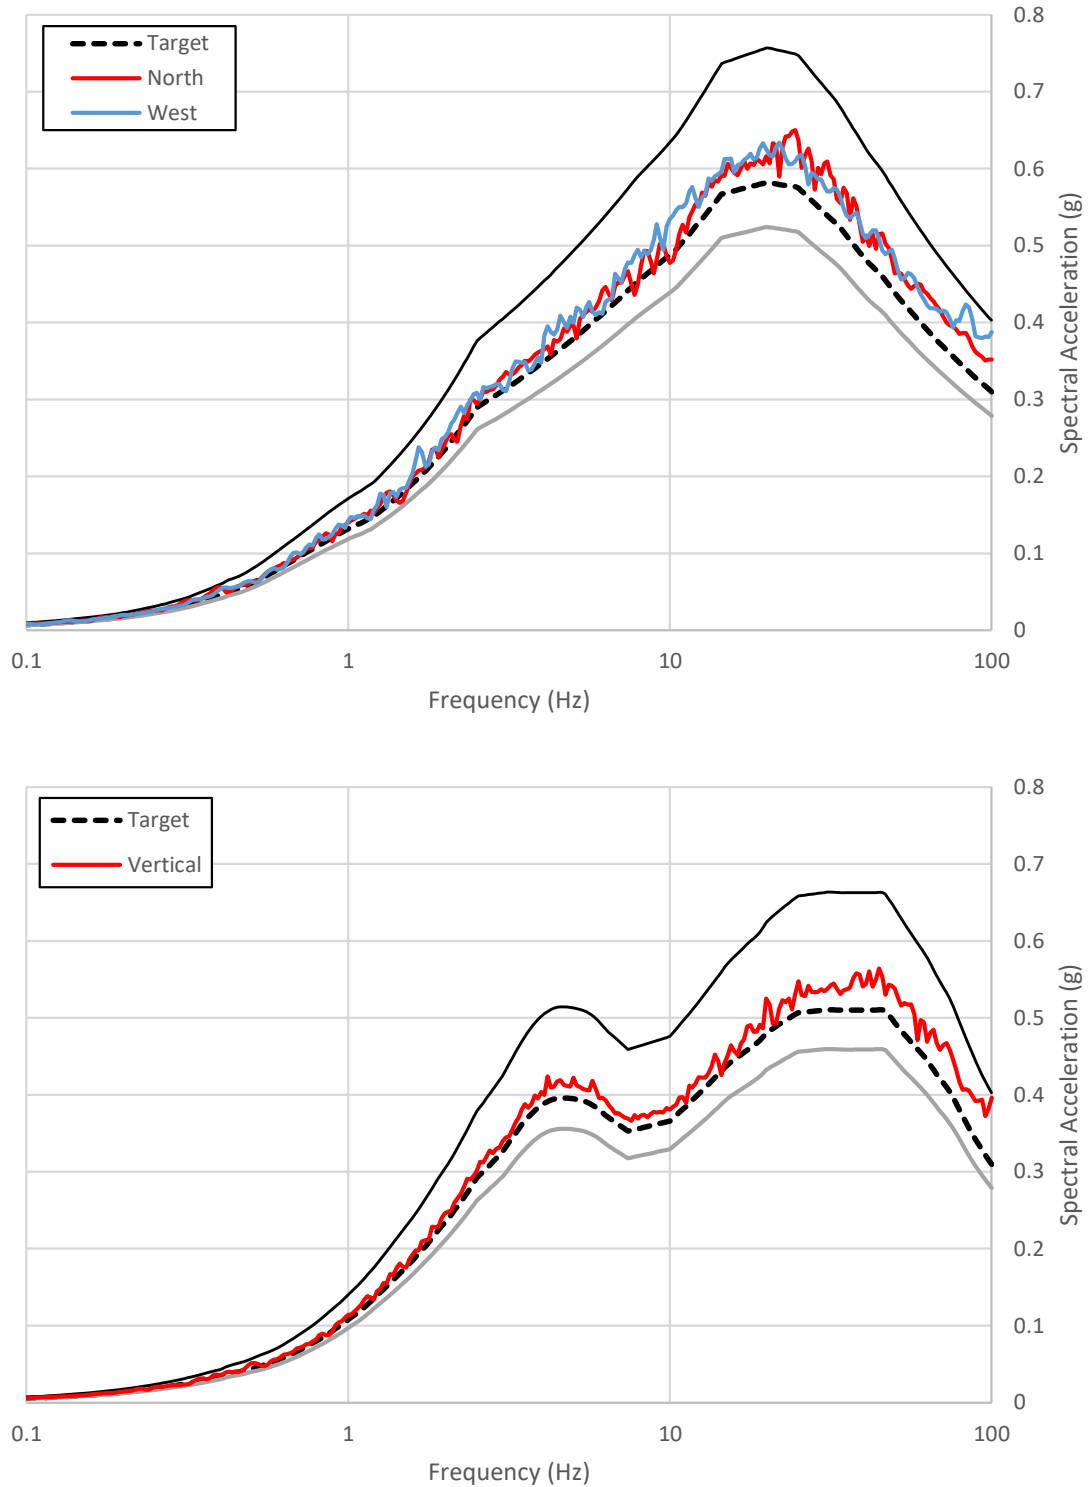 Target
North
West
0.8
0.7
0.6
0.5
0.4
0.3
0.2
0.1
0
Spectral Acceleration (g)
0.1 1 10 100
Frequency (Hz)
Target
Vertical
0.8
0.7
0.6
0.5
0.4
0.3
0.2
0.1
0
Spectral Acceleration (g)
0.1 1 10 100
Frequency (Hz)